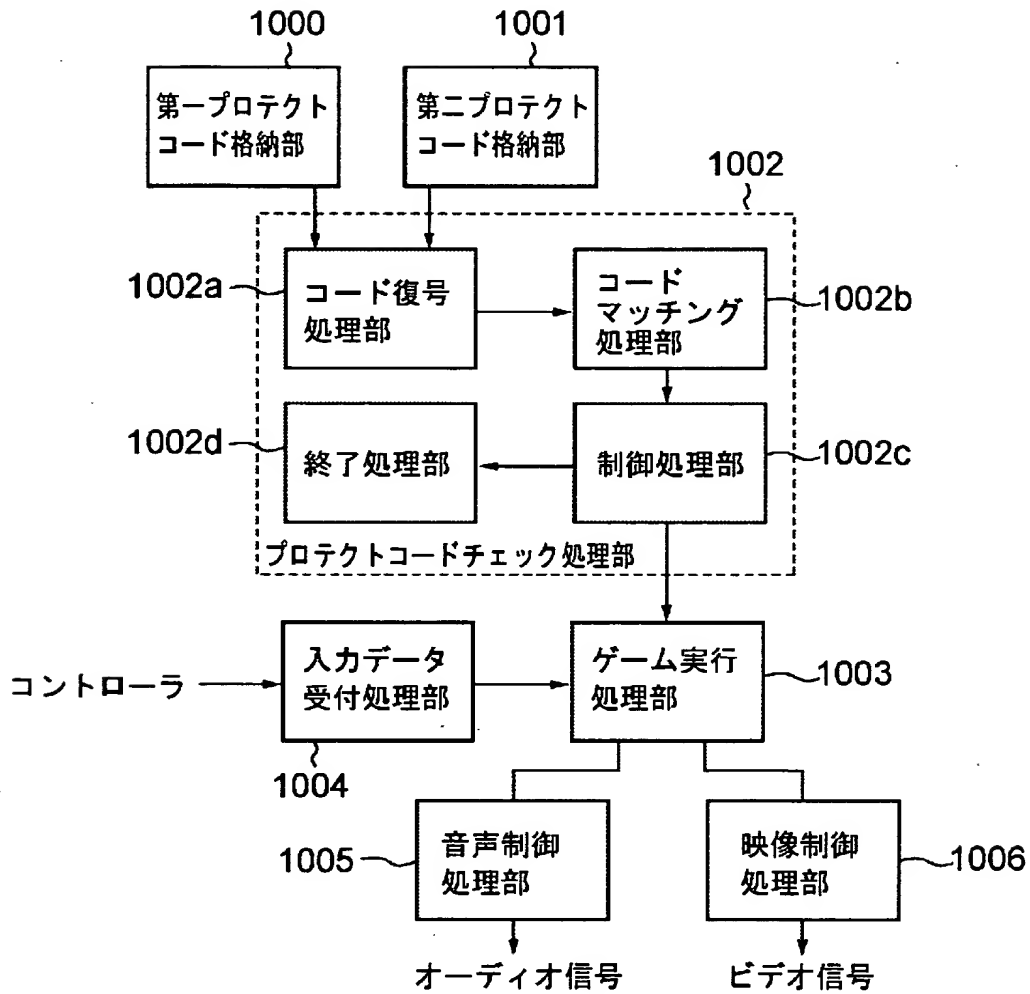 1000
1001
第一プロテクト
コード格納部
第二プロテクト
コード格納部
1002
1002a
コード復号
処理部
コード
マッチング
処理部
1002b
1002d
終了処理部
制御処理部
1002c
プロテクトコードチェック処理部
コントローラ
入力データ
受付処理部
ゲーム実行
処理部
1003
1004
1005
音声制御
処理部
映像制御
処理部
1006
オーディオ信号
ビデオ信号